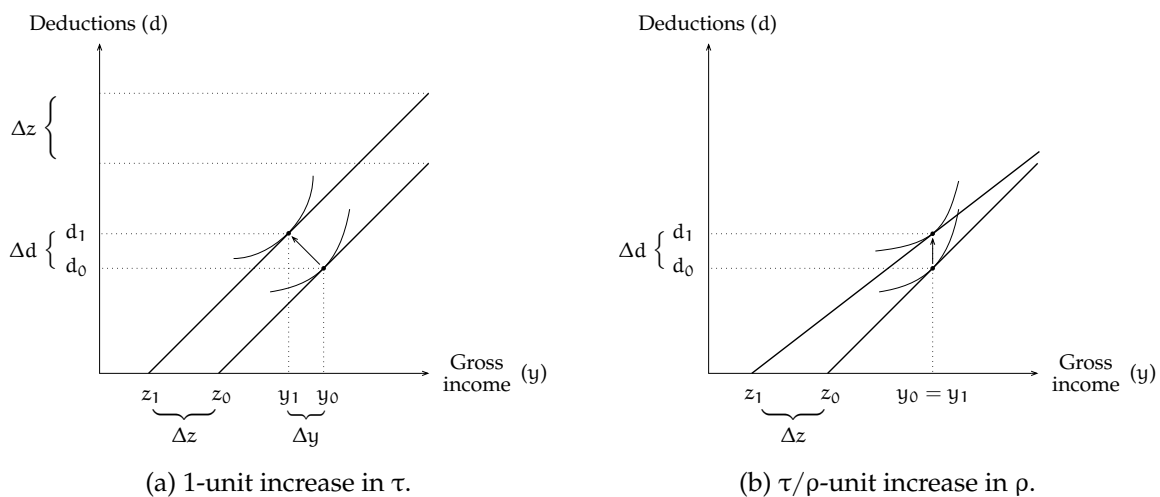 Deductions (d)
Δz
Δd
d₁
d₀
z₁
z₀
y₁
y₀
Δz
Δy
Gross
income (y)
(a) 1-unit increase in τ.
Deductions (d)
Δd
d₁
d₀
z₁
z₀
y₀ = y₁
Δz
Gross
income (y)
(b) τ/ρ-unit increase in ρ.